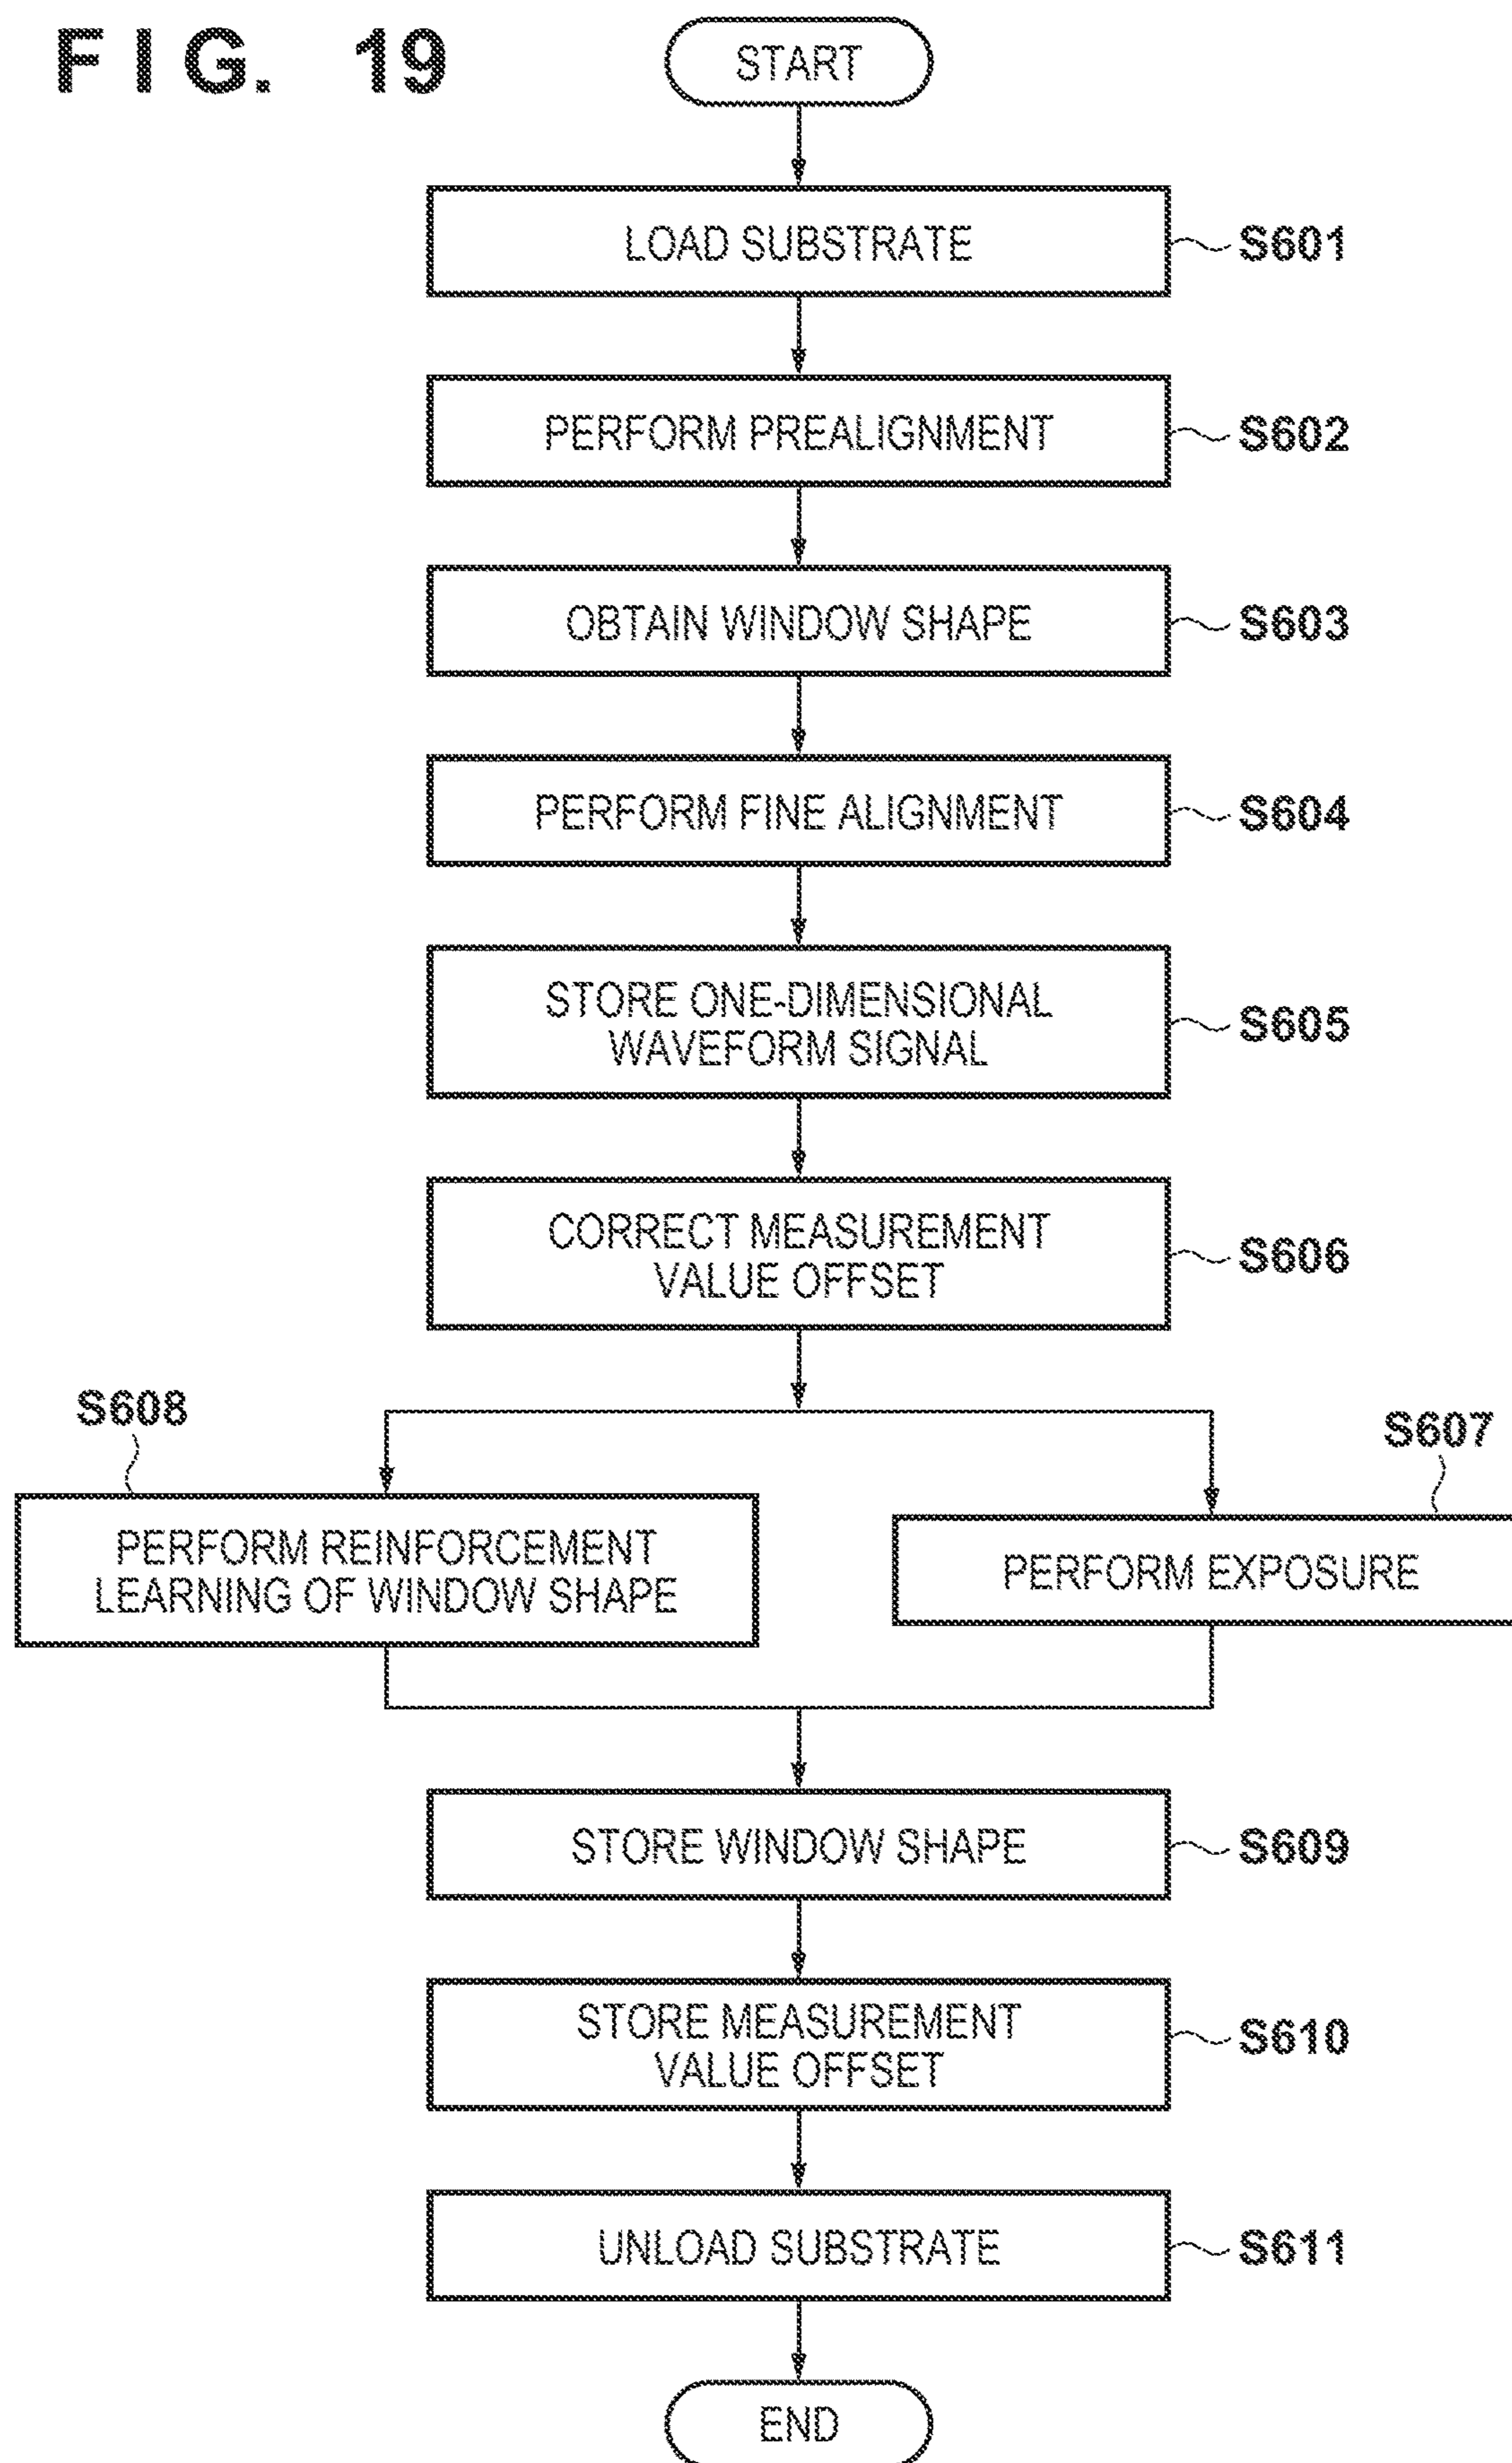 FIG. 19
START
LOAD SUBSTRATE
S601
PERFORM PREALIGNMENT
S602
OBTAIN WINDOW SHAPE
S603
PERFORM FINE ALIGNMENT
S604
STORE ONE-DIMENSIONAL
WAVEFORM SIGNAL
S605
CORRECT MEASUREMENT
VALUE OFFSET
S606
S608
PERFORM REINFORCEMENT
LEARNING OF WINDOW SHAPE
S607
PERFORM EXPOSURE
STORE WINDOW SHAPE
S609
STORE MEASUREMENT
VALUE OFFSET
S610
UNLOAD SUBSTRATE
S611
END